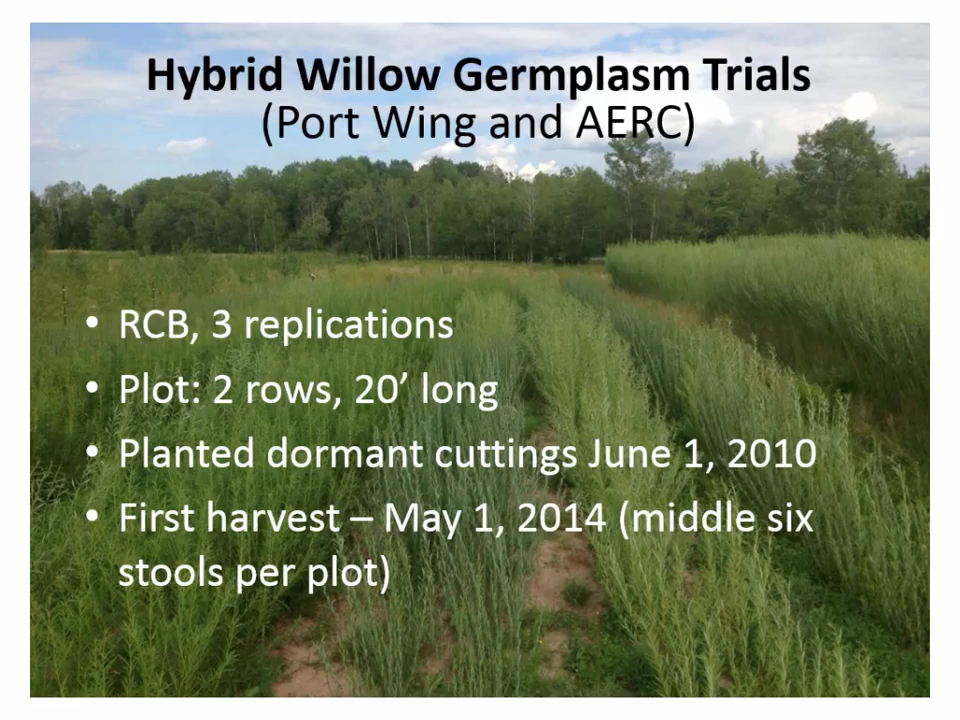 Hybrid Willow Germplasm Trials
(Port Wing and AERC)
• RCB, 3 replications
• Plot: 2 rows, 20’ long
• Planted dormant cuttings June 1, 2010
• First harvest – May 1, 2014 (middle six
stools per plot)